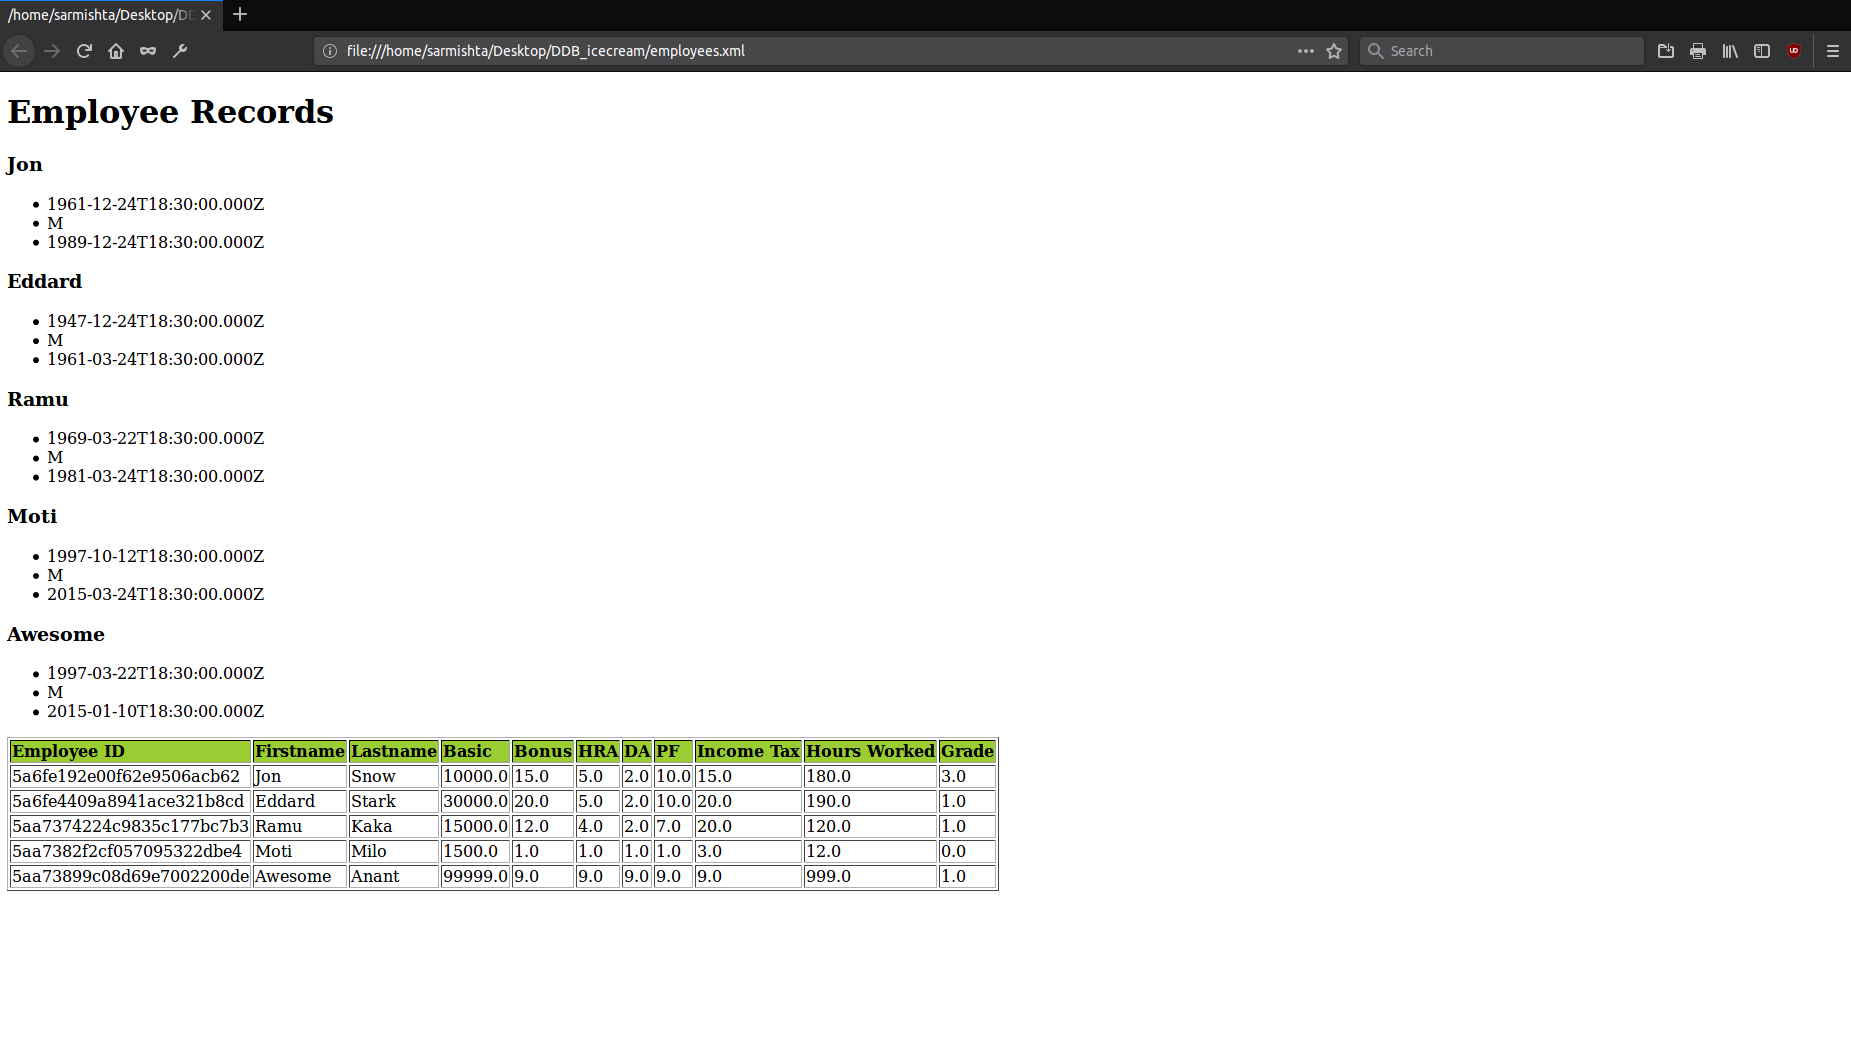 /home/sarmishta/Desktop/DD
file:///home/sarmishta/Desktop/DDB_icecream/employees.xml
Search
Employee Records
Jon
1961-12-24T18:30:00.000Z
M
1989-12-24T18:30:00.000Z
Eddard
1947-12-24T18:30:00.000Z
M
1961-03-24T18:30:00.000Z
Ramu
1969-03-22T18:30:00.000Z
M
1981-03-24T18:30:00.000Z
Moti
1997-10-12T18:30:00.000Z
M
2015-03-24T18:30:00.000Z
Awesome
1997-03-22T18:30:00.000Z
M
2015-01-10T18:30:00.000Z
Employee ID Firstname Lastname Basic Bonus HRA DA PF Income Tax Hours Worked Grade
5a6fe192e00f62e9506acb62 Jon Snow 10000.0 15.0 5.0 2.0 10.0 15.0 180.0 3.0
5a6fe4409a8941ace321b8cd Eddard Stark 30000.0 20.0 5.0 2.0 10.0 20.0 190.0 1.0
5aa7374224c9835c177bc7b3 Ramu Kaka 15000.0 12.0 4.0 2.0 7.0 20.0 120.0 1.0
5aa7382f2cf057095322dbe4 Moti Milo 1500.0 1.0 1.0 1.0 1.0 3.0 12.0 0.0
5aa73899c08d69e7002200de Awesome Anant 99999.0 9.0 9.0 9.0 9.0 9.0 999.0 1.0